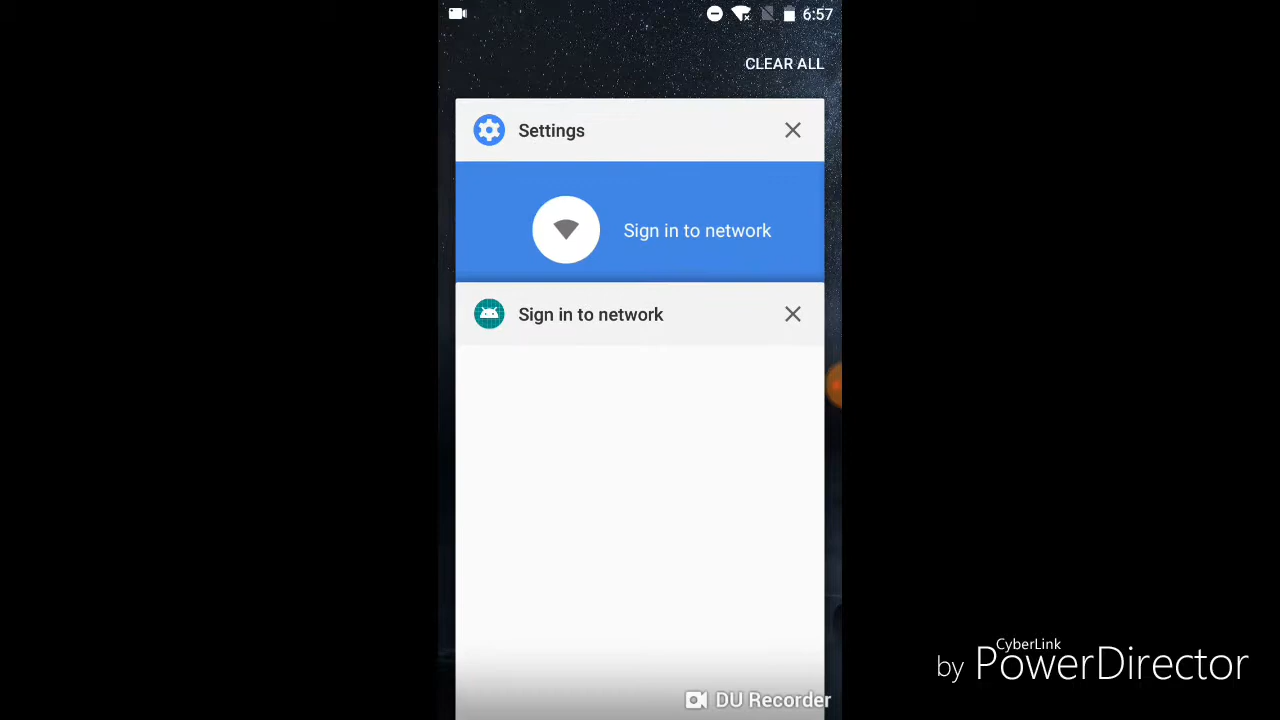 6:57
CLEAR ALL
Settings
Sign in to network
Sign in to network
CyberLink
by PowerDirector
DU Recorder